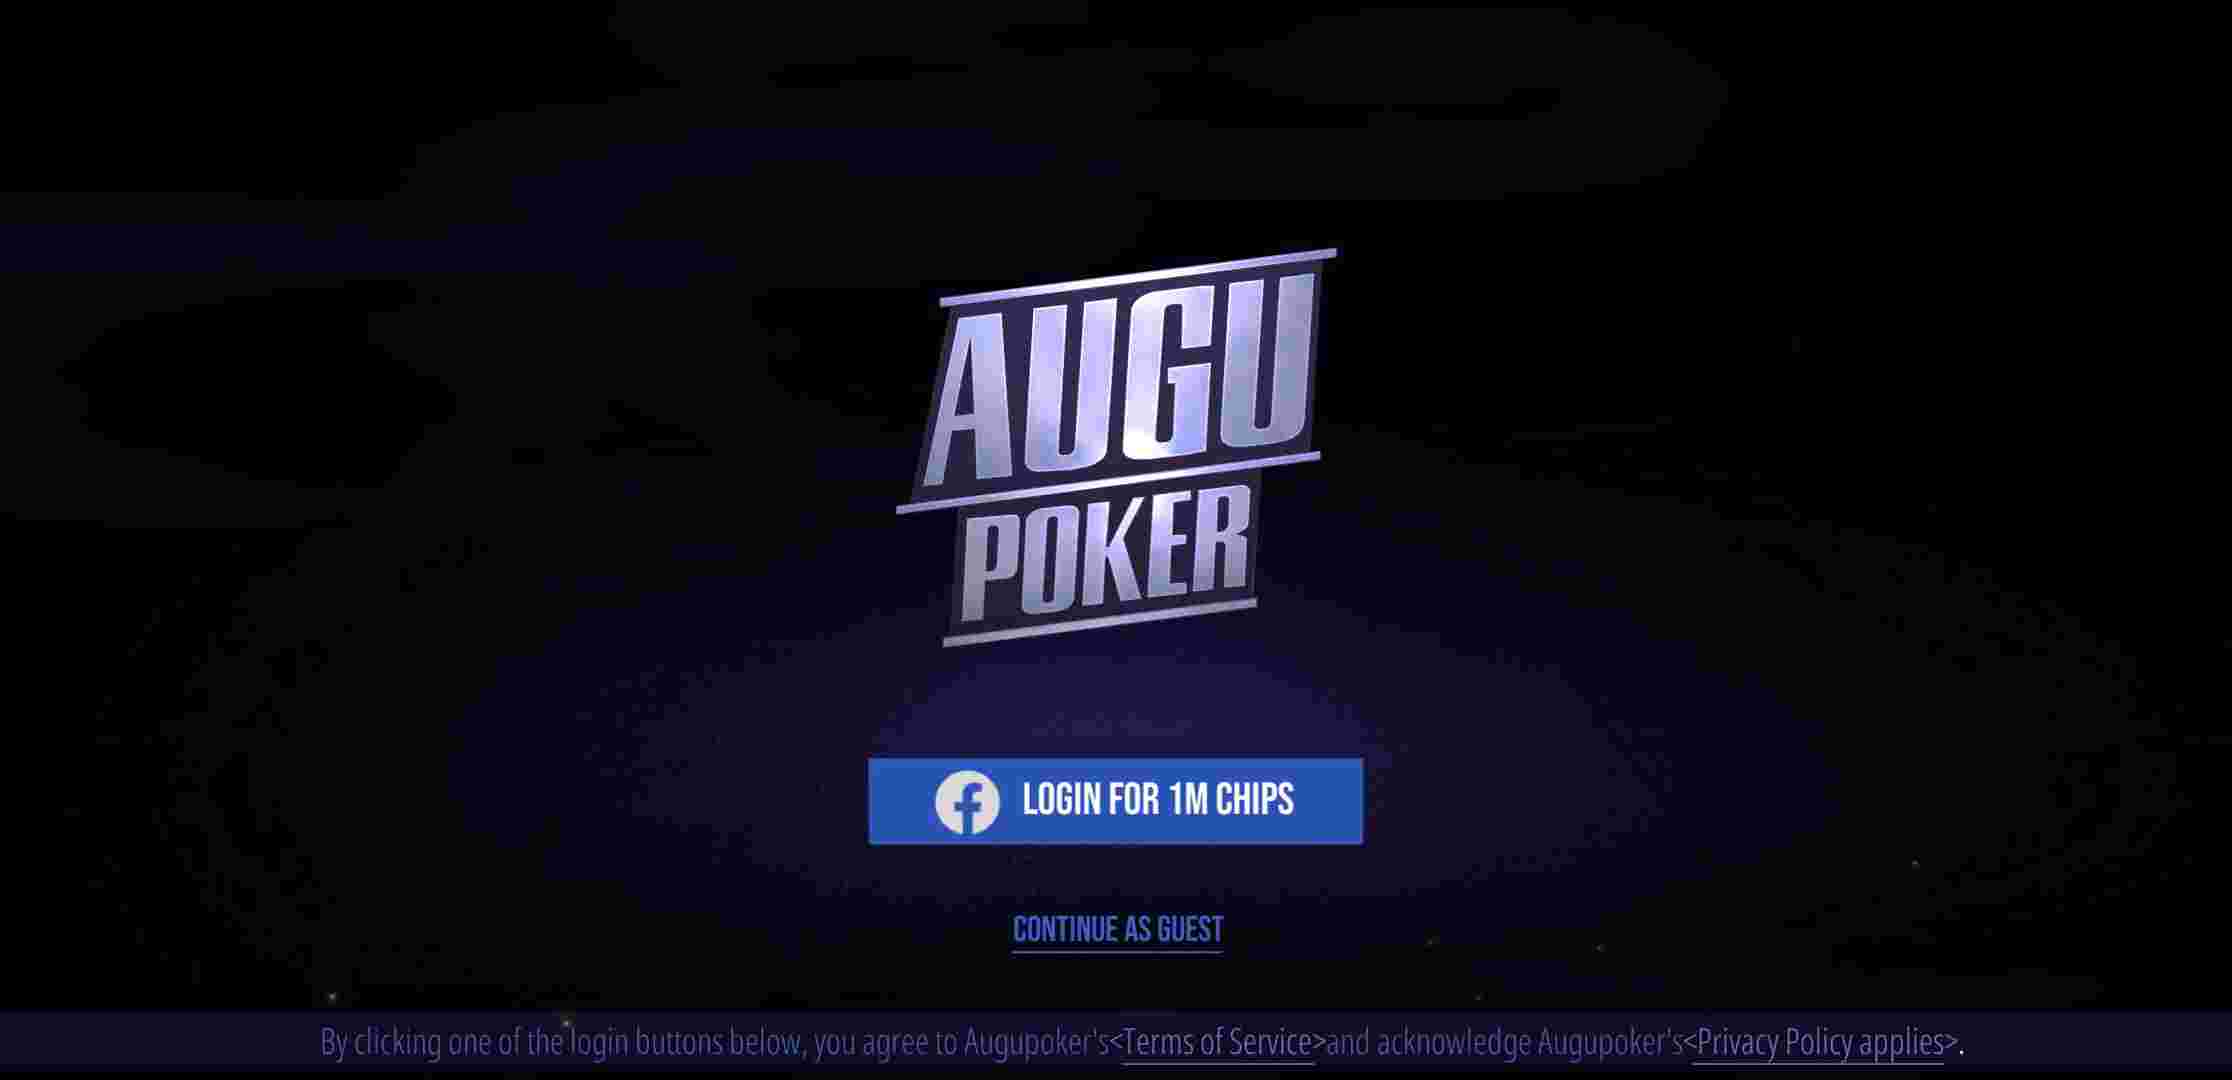 AUGU
POKER
LOGIN FOR 1M CHIPS
CONTINUE AS GUEST
By clicking one of the login buttons below, you agree to Augupoker's<Terms of Service>and acknowledge Augupoker's<Privacy Policy applies>.